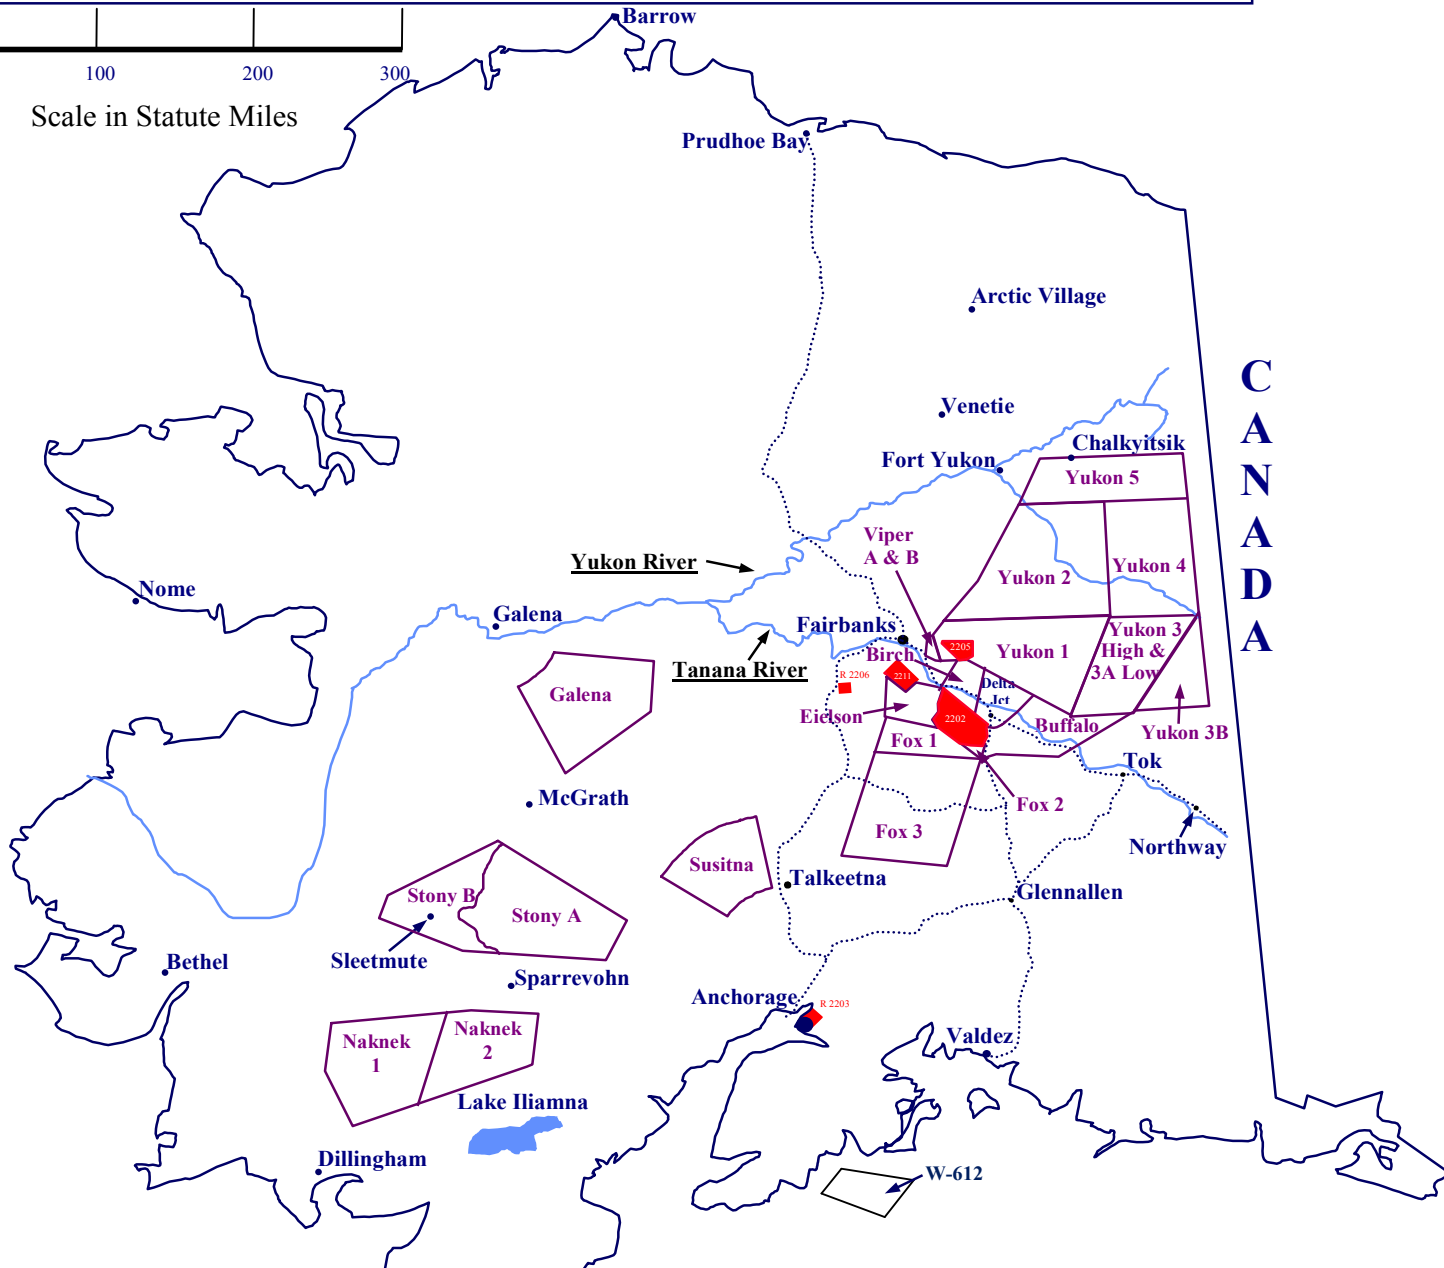 Barrow
100 200 300
Scale in Statute Miles
Prudhoe Bay
Arctic Village
C
A
N
A
D
A
Venetie
Chalkyitsik
Fort Yukon
Yukon 5
Viper
A & B
Yukon River
Yukon 2
Yukon 4
Nome
Galena
Fairbanks
Yukon 3
High &
3A Low
Yukon 1
2205
Birch
Tanana River
R 2206
2211
Delta
Jct
Galena
Eielson
2202
Buffalo
Yukon 3B
Fox 1
Tok
McGrath
Fox 2
Fox 3
Northway
Susitna
Talkeetna
Glennallen
Stony B
Stony A
Sleetmute
Bethel
Sparrevohn
Anchorage
R 2203
Naknek
1
Naknek
2
Valdez
Lake Iliamna
Dillingham
W-612